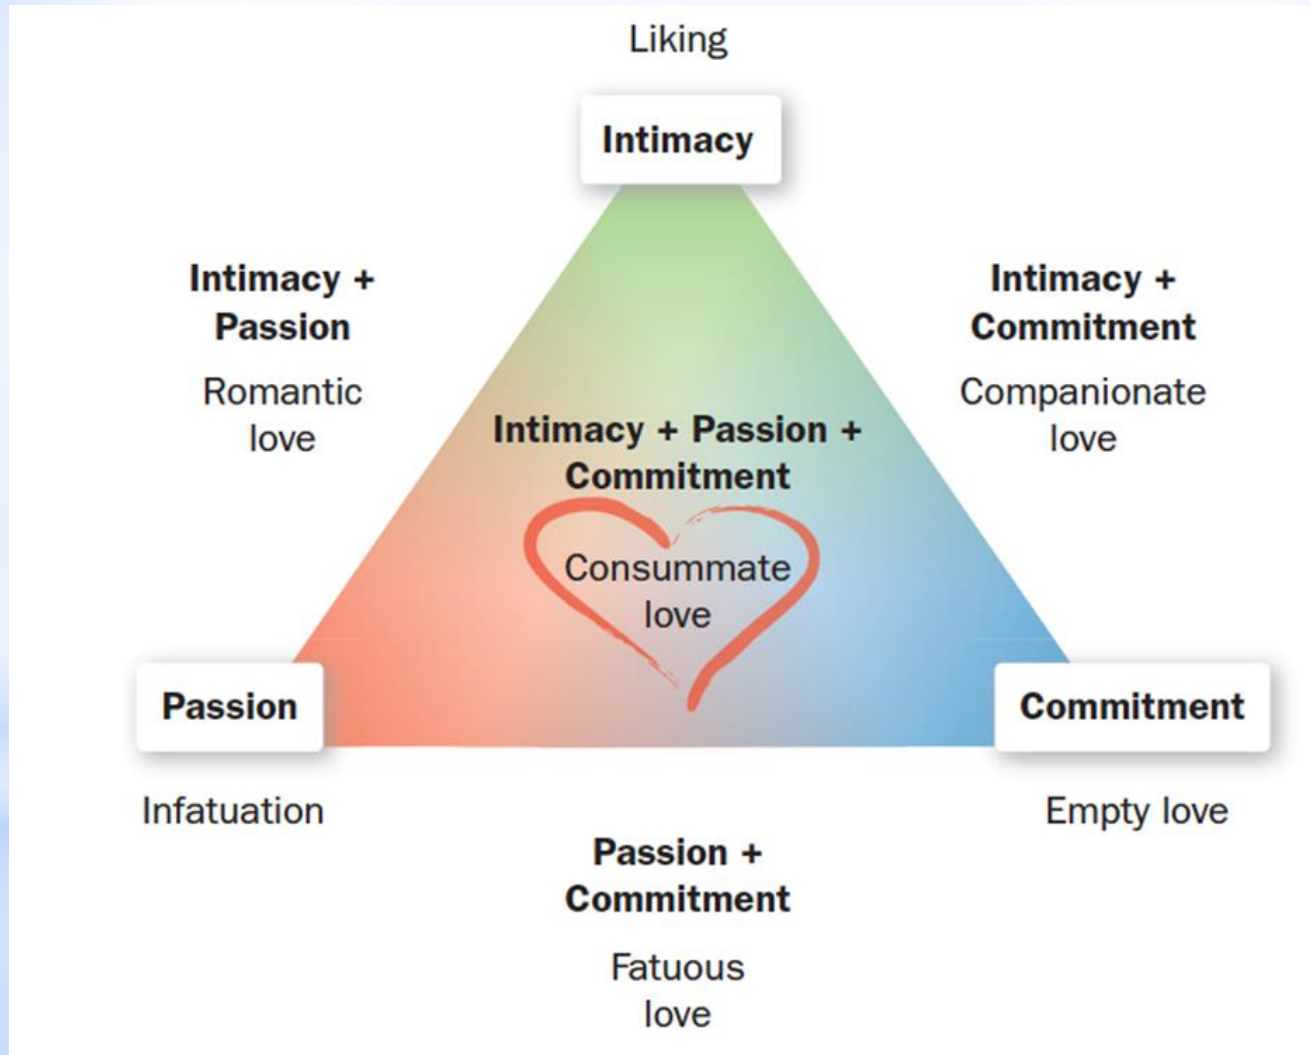 Liking
Intimacy
Intimacy +
Passion
Romantic
love
Intimacy +
Commitment
Companionate
love
Intimacy + Passion +
Commitment
Consummate
love
Passion
Commitment
Infatuation
Empty love
Passion +
Commitment
Fatuous
love